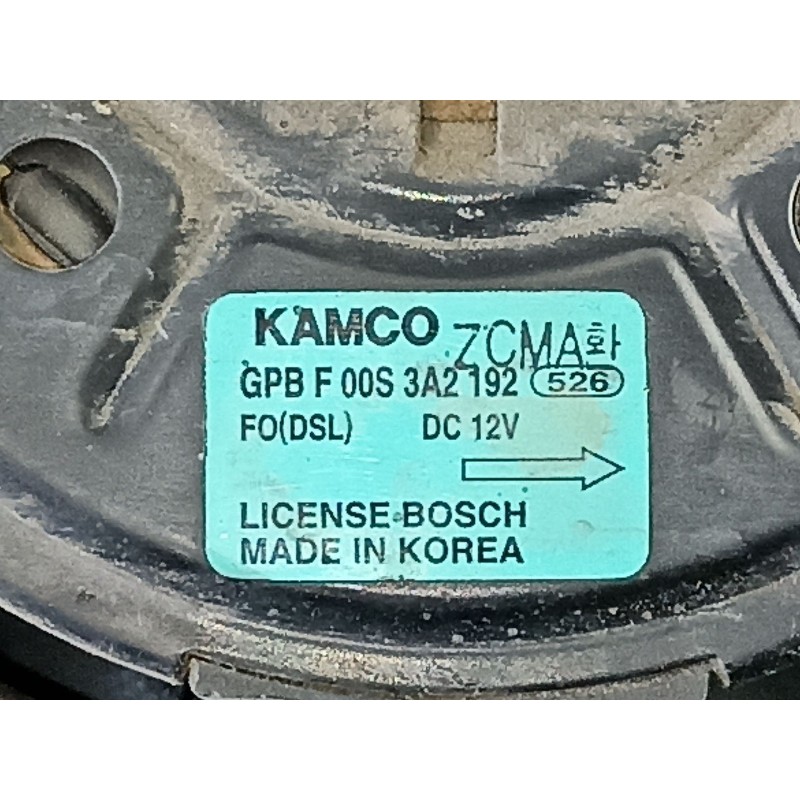 KAMCO ZCMA화
GPB F 00S 3A2 192 526
FO(DSL) DC 12V
LICENSE-BOSCH
MADE IN KOREA